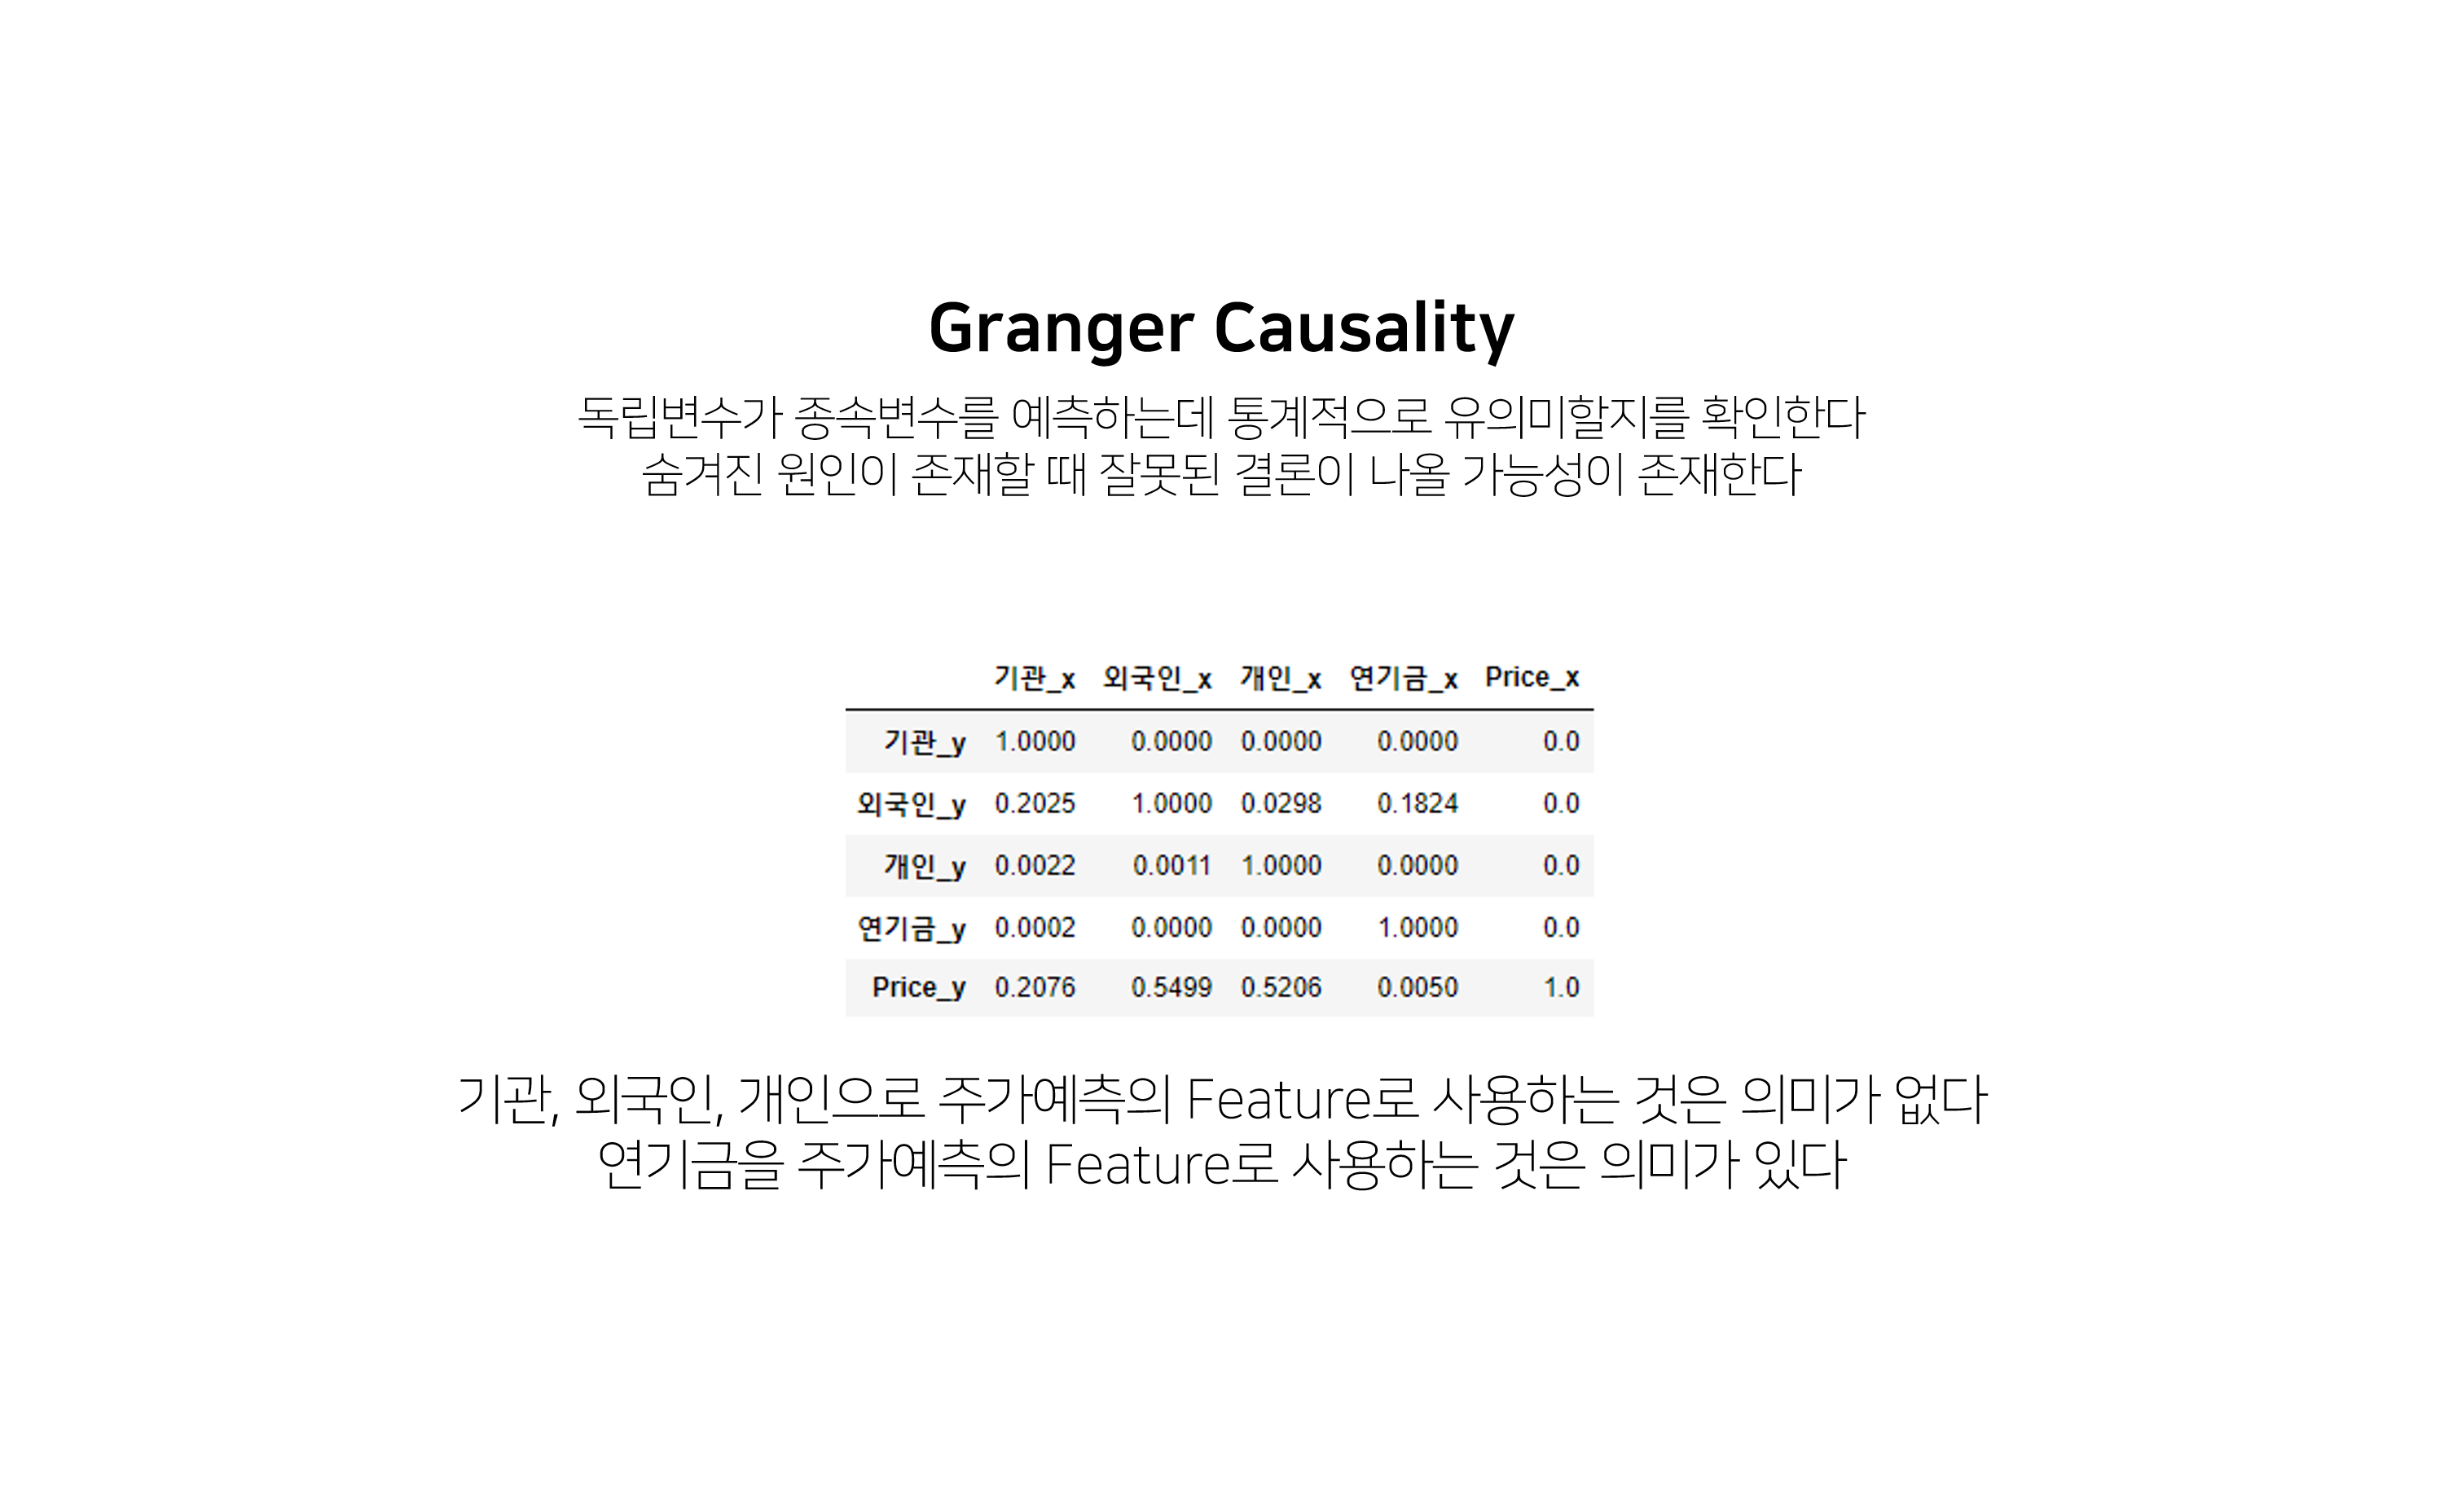 Granger Causality
독립변수가 종속변수를 예측하는데 통계적으로 유의미할지를 확인한다
숨겨진 원인이 존재할 때 잘못된 결론이 나올 가능성이 존재한다
기관_x 외국인_x 개인_x 연기금_x Price_x
기관_y 1.0000 0.0000 0.0000 0.0000 0.0
외국인_y 0.2025 1.0000 0.0298 0.1824 0.0
개인_y 0.0022 0.0011 1.0000 0.0000 0.0
연기금_y 0.0002 0.0000 0.0000 1.0000 0.0
Price_y 0.2076 0.5499 0.5206 0.0050 1.0
기관, 외국인, 개인으로 주가예측의 Feature로 사용하는 것은 의미가 없다
연기금을 주가예측의 Feature로 사용하는 것은 의미가 있다